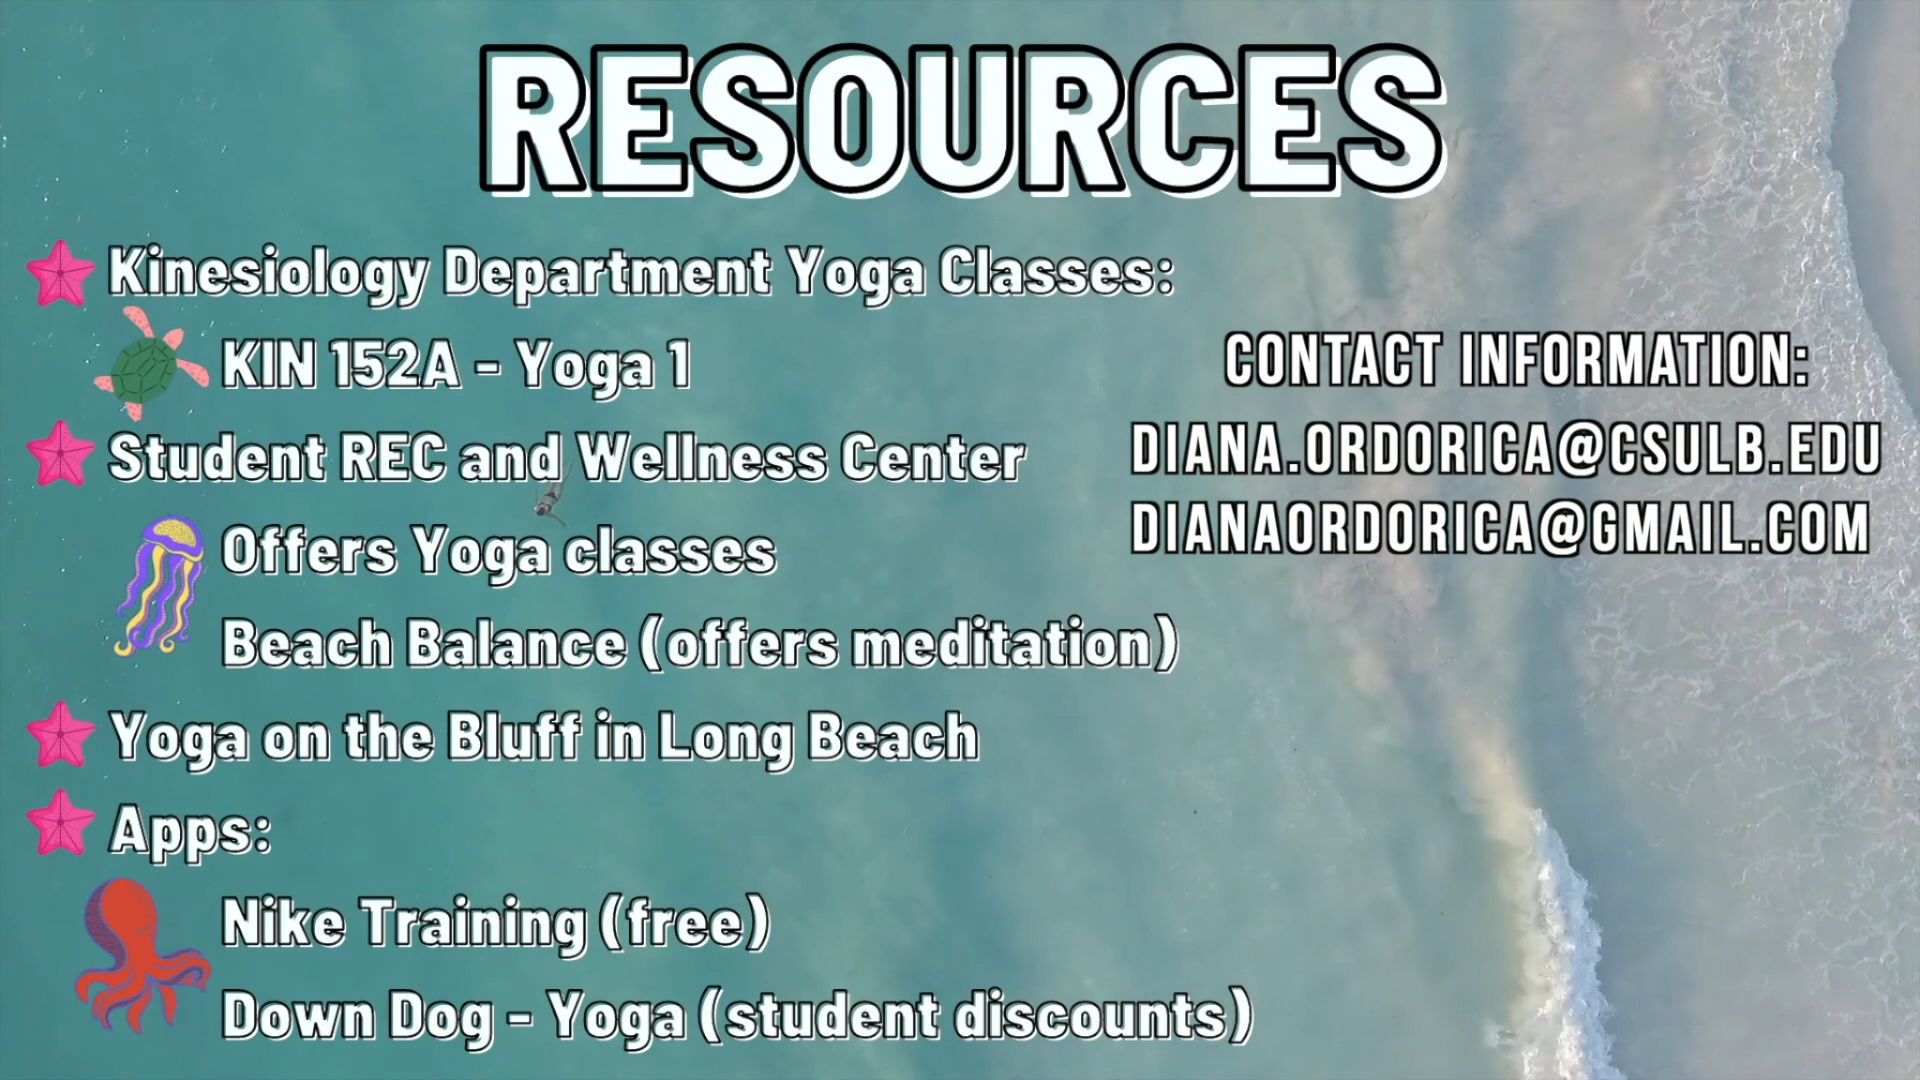 RESOURCES
Kinesiology Department Yoga Classes:
KIN 152A - Yoga 1
Student REC and Wellness Center
Offers Yoga classes
Beach Balance (offers meditation)
Yoga on the Bluff in Long Beach
Apps:
Nike Training (free)
Down Dog - Yoga (student discounts)
CONTACT INFORMATION:
DIANA.ORDORICA@CSULB.EDU
DIANAORDORICA@GMAIL.COM